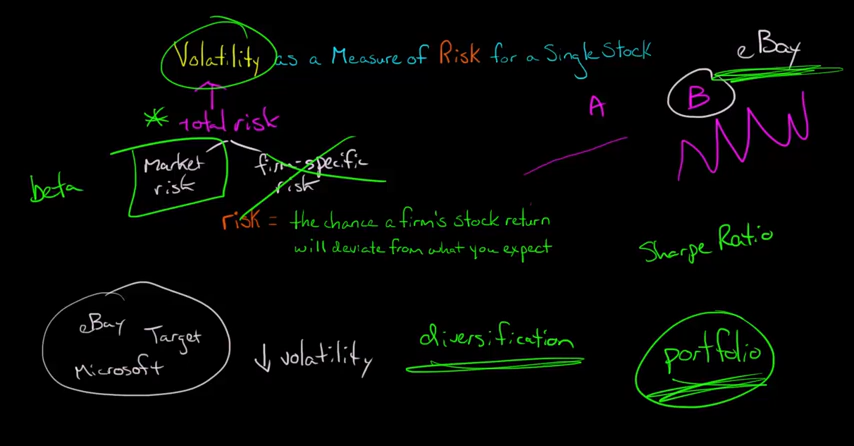 Volatility as a Measure of Risk for a Single Stock
eBay
B
A
* total risk
Market
risk
firm-specific
risk
beta
risk = the chance a firm's stock return
will deviate from what you expect
Sharpe Ratio
eBay
Target
Microsoft
↓ volatility
diversification
portfolio